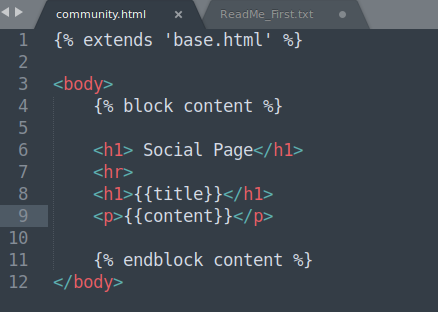 community.html × ReadMe_First.txt
1 {% extends 'base.html' %}
2
3 <body>
4     {% block content %}
5
6     <h1> Social Page</h1>
7     <hr>
8     <h1>{{title}}</h1>
9     <p>{{content}}</p>
10
11     {% endblock content %}
12 </body>